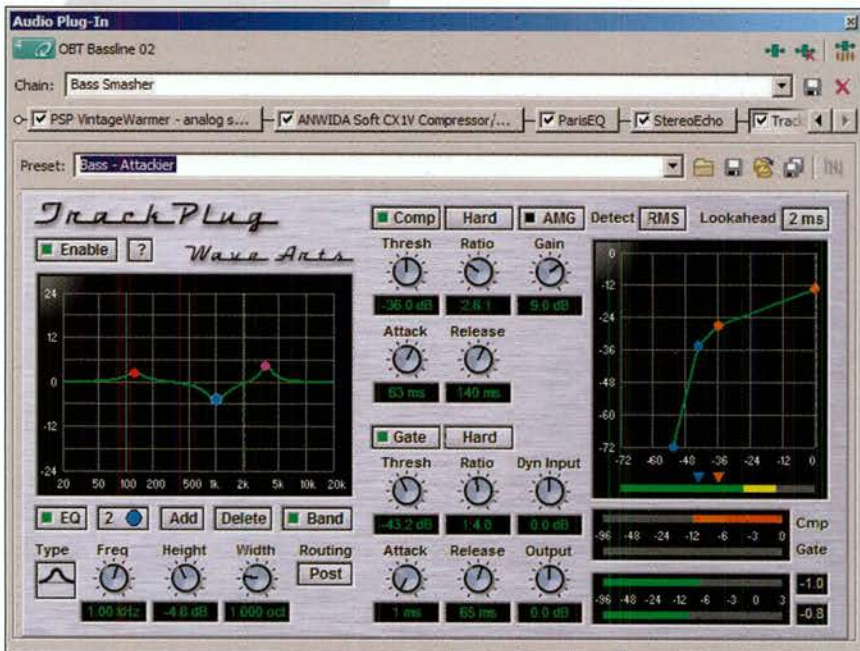 Audio Plug-In
OBT Bassline 02
Chain: Bass Smasher
PSP VintageWarmer - analog s... ANWIDA Soft CX1V Compressor/... ParisEQ StereoEcho Track
Preset: Bass - Attackier
TrackPlug
Wave Arts
Enable ?
Comp Hard AMG Detect RMS Lookahead 2 ms
Thresh Ratio Gain
-36.0 dB 2.6:1 9.0 dB
Attack Release
63 ms 140 ms
24
12
0
-12
-24
20 50 100 200 500 1k 2k 5k 10k 20k
0
-12
-24
-36
-48
-60
-72
-72 -60 -48 -36 -24 -12 0
Gate Hard
Thresh Ratio Dyn Input
-43.2 dB 1:4.0 0.0 dB
EQ 2 Add Delete Band
Type Freq Height Width Routing
Post
1.00 kHz -4.8 dB 1.000 oct
Attack Release Output
1 ms 65 ms 0.0 dB
-96 -48 -24 -12 -6 -3 0 Cmp
Gate
-96 -48 -24 -12 -6 -3 0 3
-1.0
-0.8